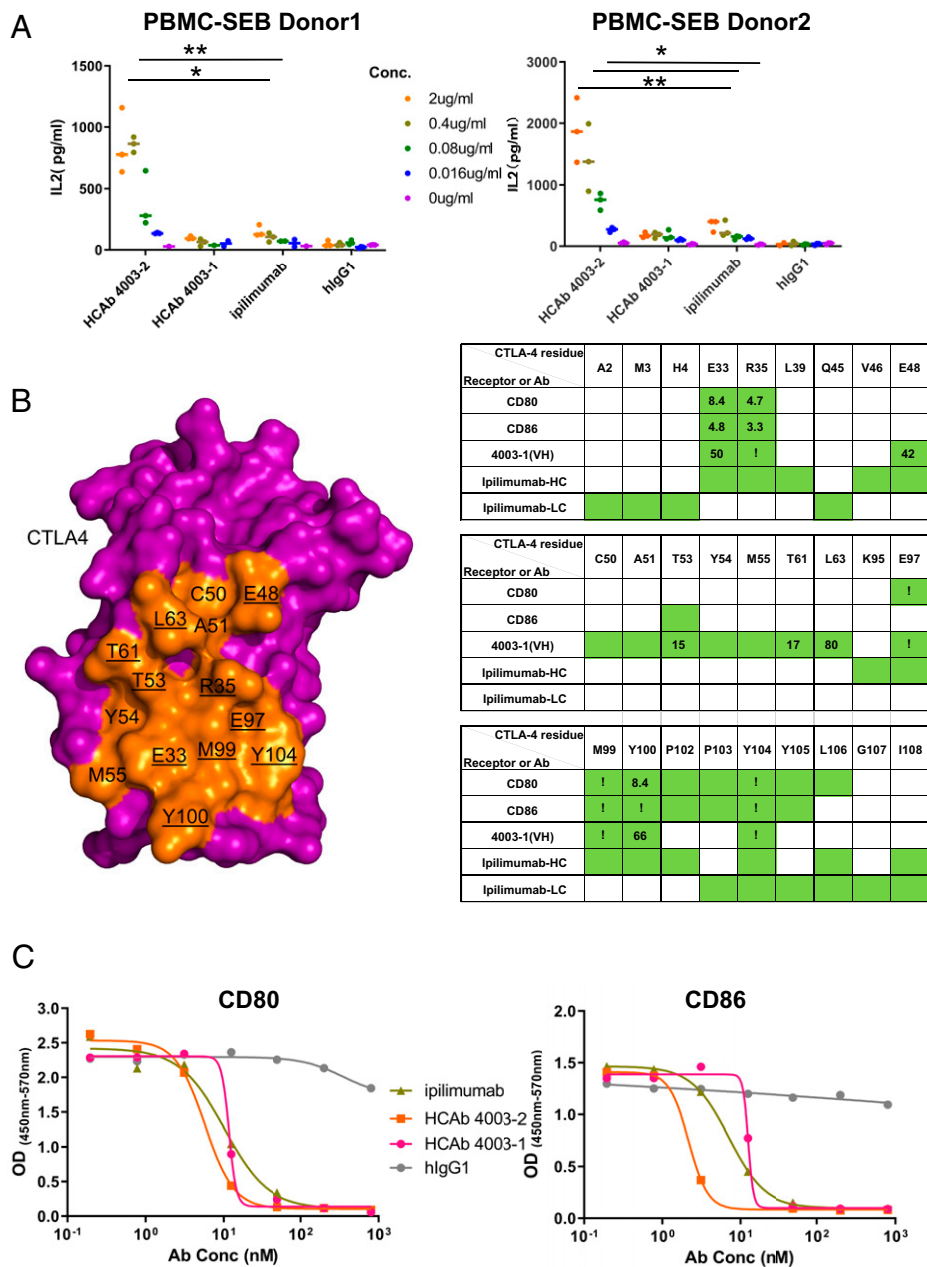 A
PBMC-SEB Donor1
PBMC-SEB Donor2
**
*
1500
1000
500
0
IL2( pg/ml)
HCAb 4003-2
HCAb 4003-1
ipilimumab
hIgG1
Conc.
2ug/ml
0.4ug/ml
0.08ug/ml
0.016ug/ml
0ug/ml
*
**
3000
2000
1000
0
IL2( pg/ml)
HCAb 4003-2
HCAb 4003-1
ipilimumab
hIgG1
B
CTLA4
C50 E48
L63 A51
T61
T53 R35
Y54 E97
E33 M99 Y104
M55
Y100
CTLA-4 residue
Receptor or Ab A2 M3 H4 E33 R35 L39 Q45 V46 E48
CD80 8.4 4.7
CD86 4.8 3.3
4003-1(VH) 50 ! 42
Ipilimumab-HC
Ipilimumab-LC
CTLA-4 residue
Receptor or Ab C50 A51 T53 Y54 M55 T61 L63 K95 E97
CD80 !
CD86
4003-1(VH) 15 17 80 !
Ipilimumab-HC
Ipilimumab-LC
CTLA-4 residue
Receptor or Ab M99 Y100 P102 P103 Y104 Y105 L106 G107 I108
CD80 ! 8.4 !
CD86 ! ! !
4003-1(VH) ! 66 !
Ipilimumab-HC
Ipilimumab-LC
C
CD80
3.0
2.5
2.0
1.5
1.0
0.5
0.0
OD (450nm-570nm)
10-1 100 101 102 103
Ab Conc (nM)
ipilimumab
HCAb 4003-2
HCAb 4003-1
hIgG1
CD86
2.0
1.5
1.0
0.5
0.0
OD (450nm-570nm)
10-1 100 101 102 103
Ab Conc (nM)